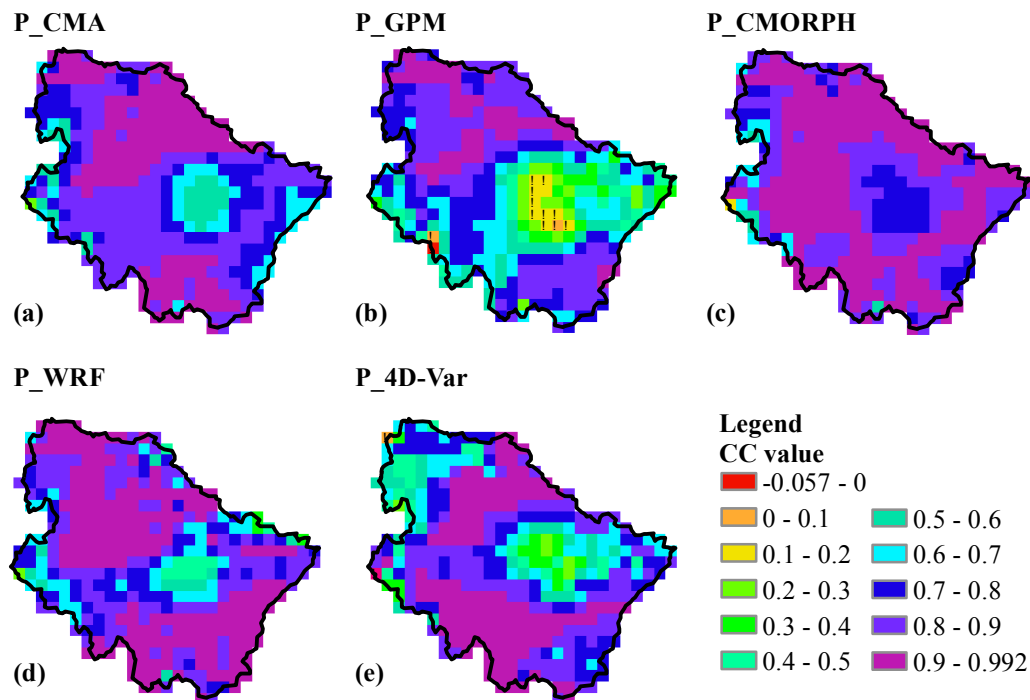 P_CMA
P_GPM
P_CMORPH
(a)
(b)
(c)
P_WRF
P_4D-Var
(d)
(e)
Legend
CC value
-0.057 - 0
0 - 0.1
0.1 - 0.2
0.2 - 0.3
0.3 - 0.4
0.4 - 0.5
0.5 - 0.6
0.6 - 0.7
0.7 - 0.8
0.8 - 0.9
0.9 - 0.992